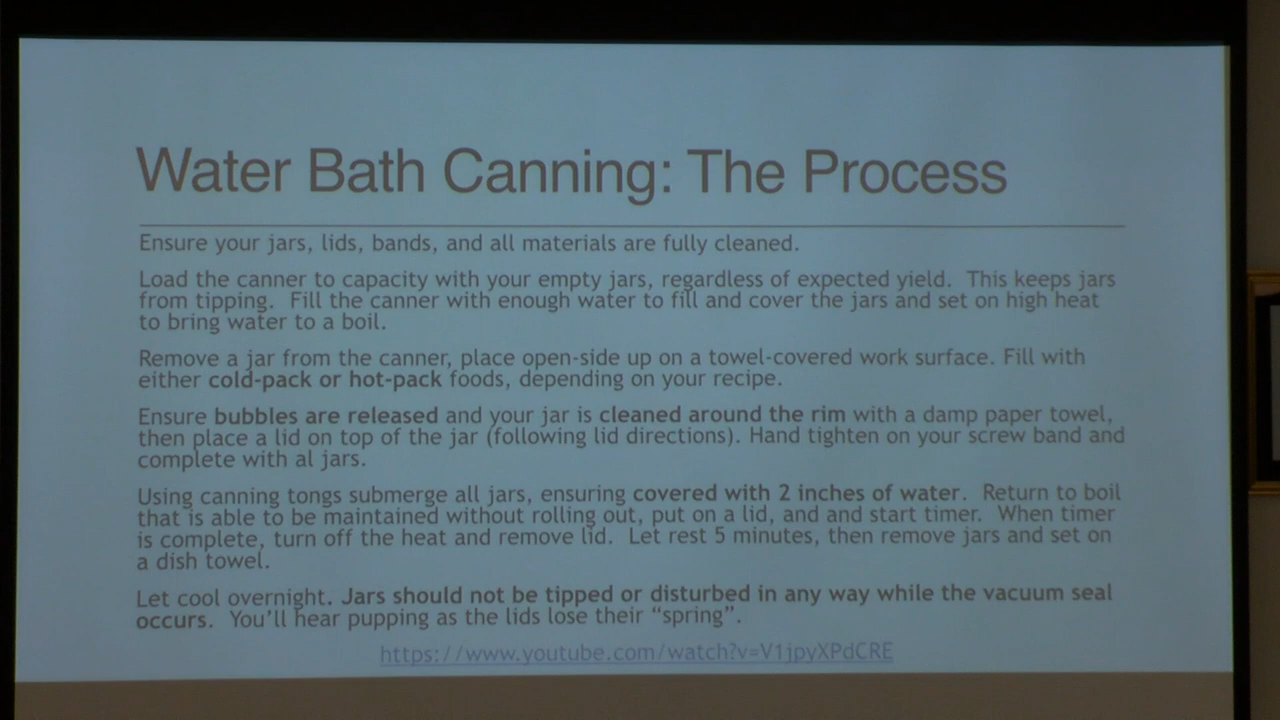 Water Bath Canning: The Process
Ensure your jars, lids, bands, and all materials are fully cleaned.
Load the canner to capacity with your empty jars, regardless of expected yield.  This keeps jars
from tipping.  Fill the canner with enough water to fill and cover the jars and set on high heat
to bring water to a boil.
Remove a jar from the canner, place open-side up on a towel-covered work surface. Fill with
either cold-pack or hot-pack foods, depending on your recipe.
Ensure bubbles are released and your jar is cleaned around the rim with a damp paper towel,
then place a lid on top of the jar (following lid directions). Hand tighten on your screw band and
complete with al jars.
Using canning tongs submerge all jars, ensuring covered with 2 inches of water.  Return to boil
that is able to be maintained without rolling out, put on a lid, and and start timer.  When timer
is complete, turn off the heat and remove lid.  Let rest 5 minutes, then remove jars and set on
a dish towel.
Let cool overnight. Jars should not be tipped or disturbed in any way while the vacuum seal
occurs.  You'll hear pupping as the lids lose their “spring”.
https://www.youtube.com/watch?v=V1jpyXPdCRE